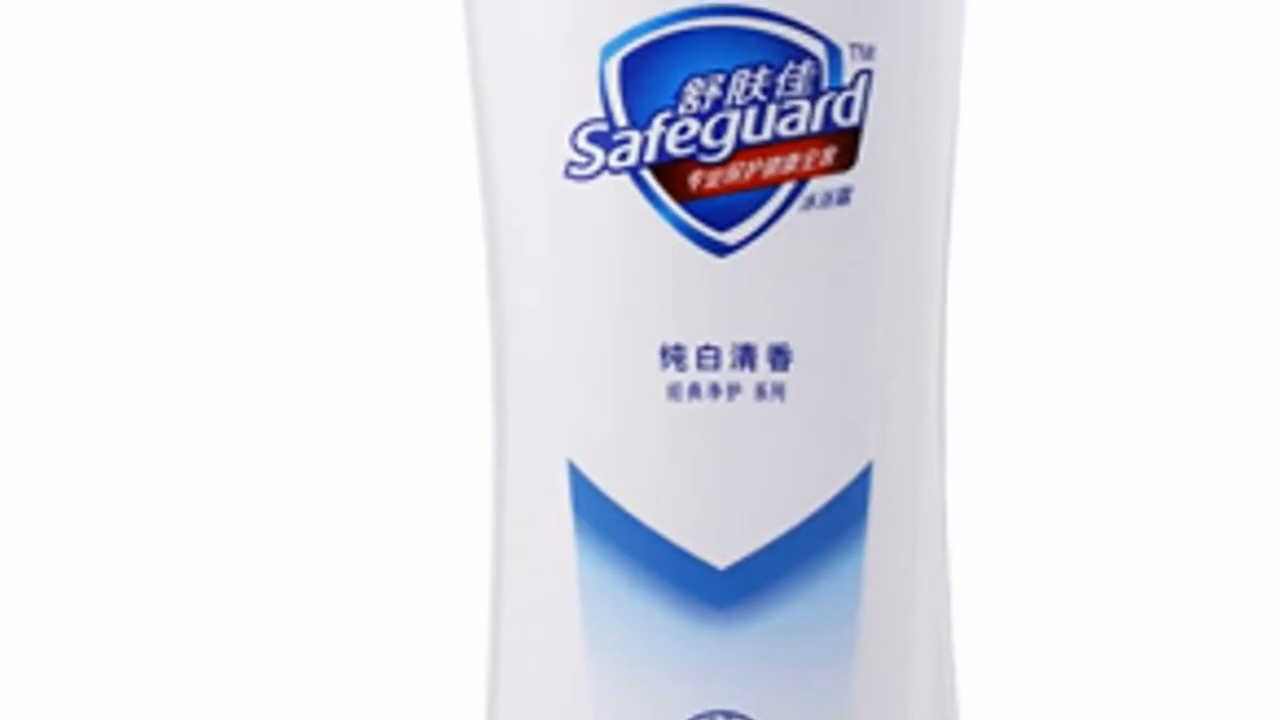 舒肤佳
TM
Safeguard
专业保护健康全家
沐浴露
纯白清香
经典净护 系列